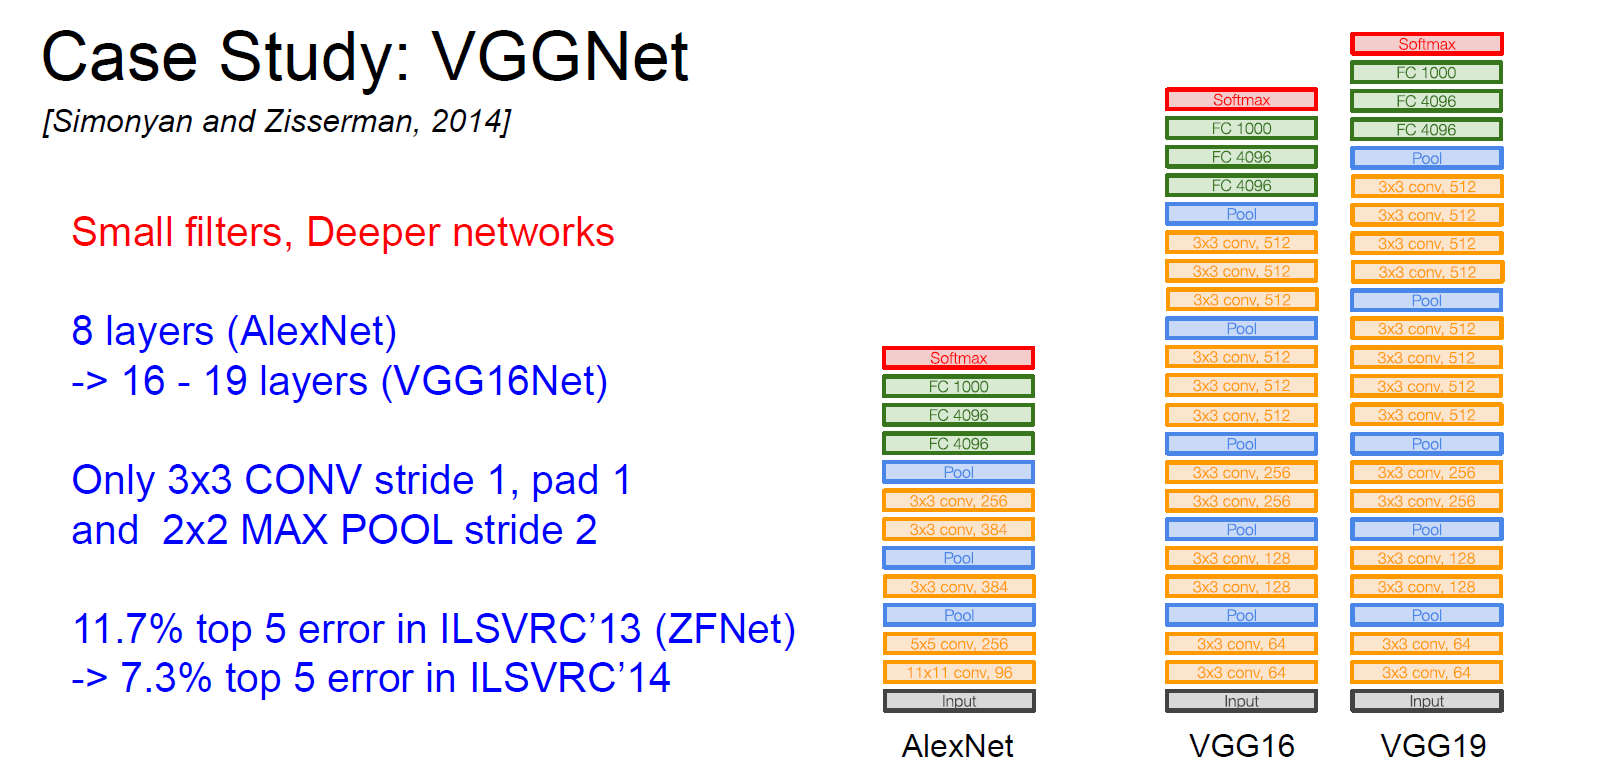 Case Study: VGGNet
[Simonyan and Zisserman, 2014]
Small filters, Deeper networks
8 layers (AlexNet)
-> 16 - 19 layers (VGG16Net)
Only 3x3 CONV stride 1, pad 1
and 2x2 MAX POOL stride 2
11.7% top 5 error in ILSVRC’13 (ZFNet)
-> 7.3% top 5 error in ILSVRC’14
Softmax
FC 1000
FC 4096
FC 4096
Pool
3x3 conv, 256
3x3 conv, 384
Pool
3x3 conv, 384
Pool
5x5 conv, 256
11x11 conv, 96
Input
AlexNet
Softmax
FC 1000
FC 4096
FC 4096
Pool
3x3 conv, 512
3x3 conv, 512
3x3 conv, 512
Pool
3x3 conv, 512
3x3 conv, 512
3x3 conv, 512
Pool
3x3 conv, 256
3x3 conv, 256
Pool
3x3 conv, 128
3x3 conv, 128
Pool
3x3 conv, 64
3x3 conv, 64
Input
VGG16
Softmax
FC 1000
FC 4096
FC 4096
Pool
3x3 conv, 512
3x3 conv, 512
3x3 conv, 512
3x3 conv, 512
Pool
3x3 conv, 512
3x3 conv, 512
3x3 conv, 512
3x3 conv, 512
Pool
3x3 conv, 256
3x3 conv, 256
Pool
3x3 conv, 128
3x3 conv, 128
Pool
3x3 conv, 64
3x3 conv, 64
Input
VGG19